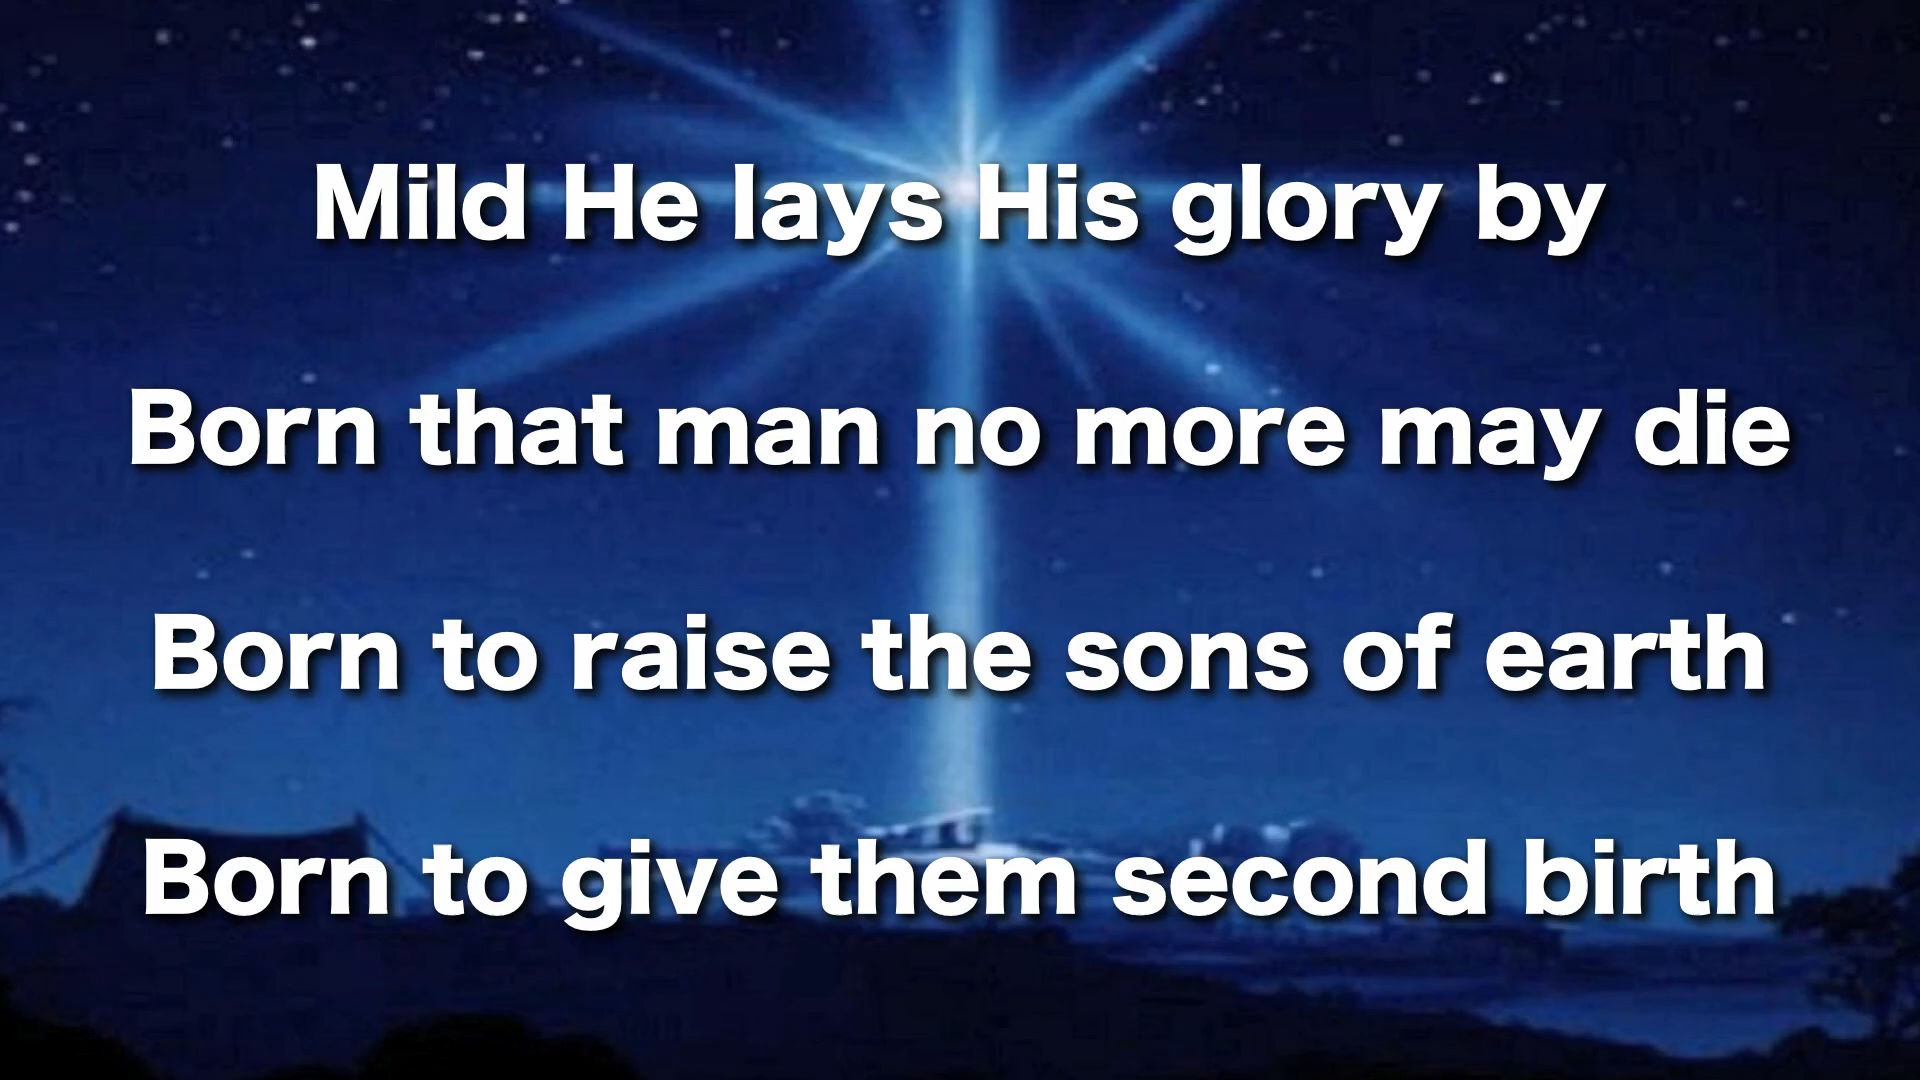 Mild He lays His glory by
Born that man no more may die
Born to raise the sons of earth
Born to give them second birth